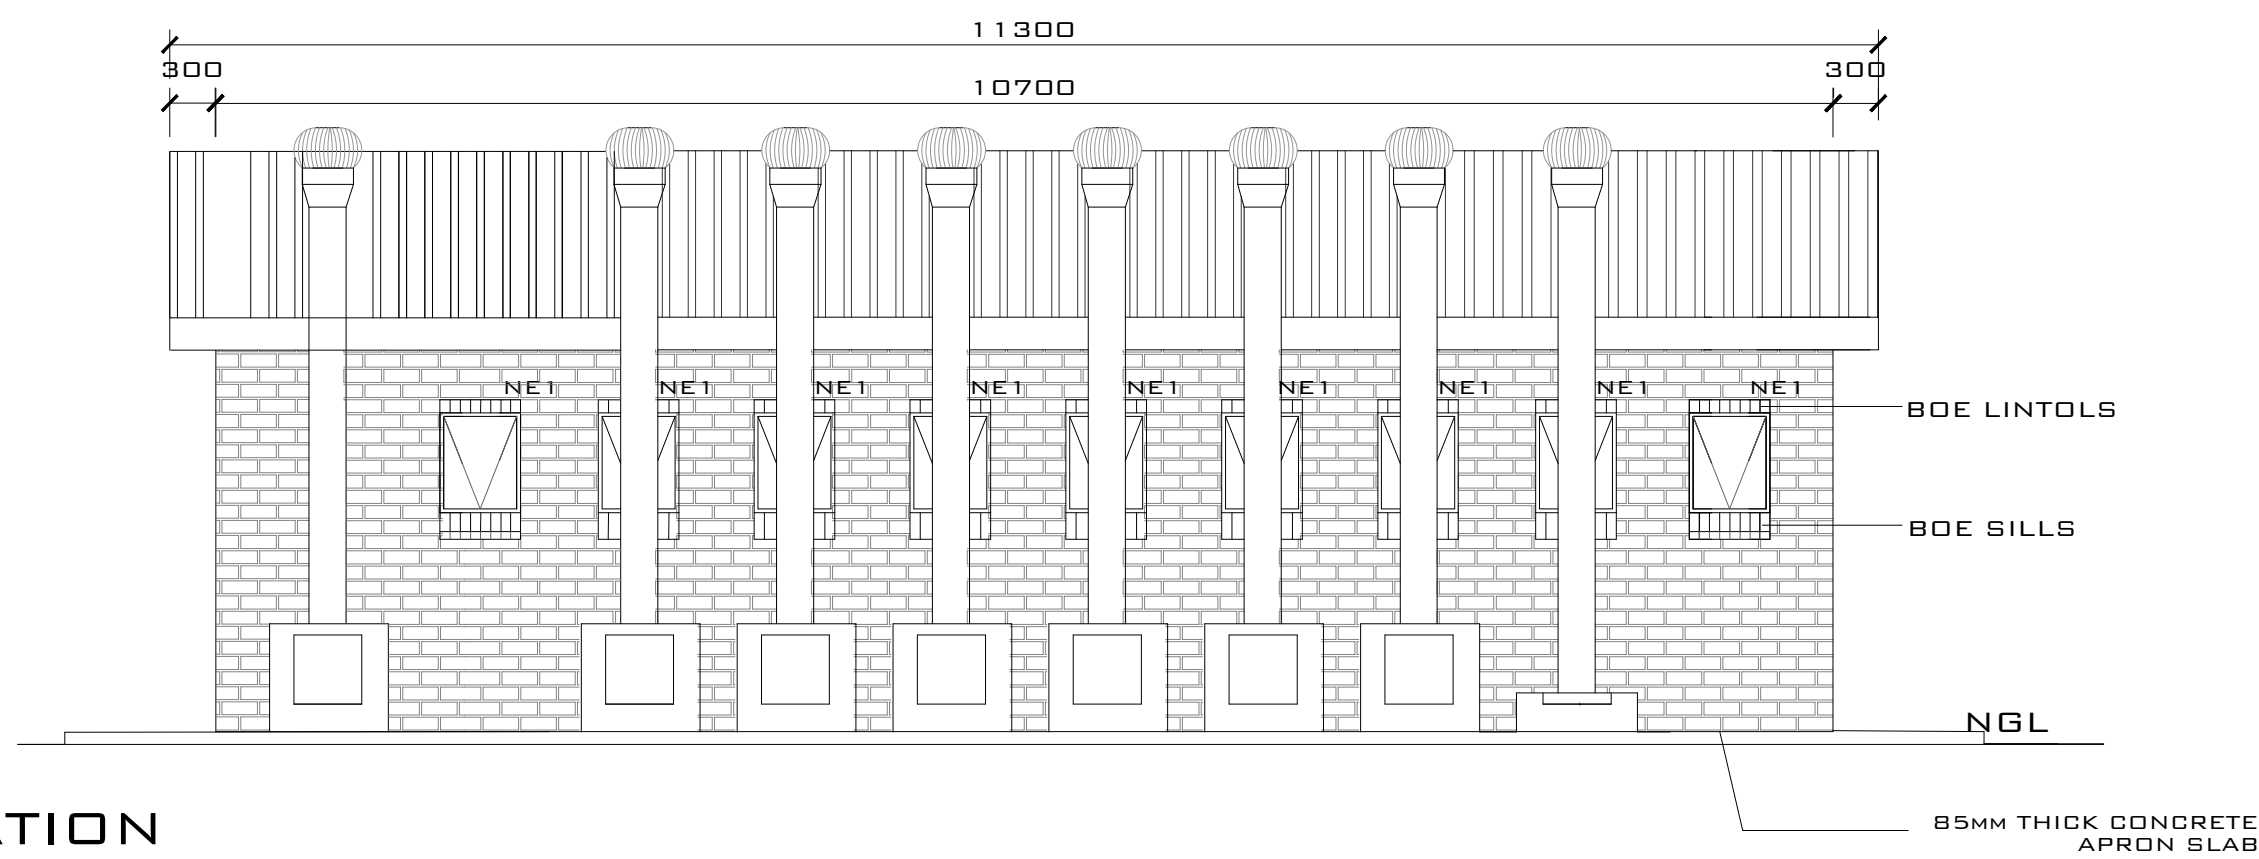 11300
300
10700
300
NE1
NE1
NE1
NE1
NE1
NE1
NE1
NE1
NE1
BOE LINTOLS
BOE SILLS
NGL
ATION
85MM THICK CONCRETE
APRON SLAB